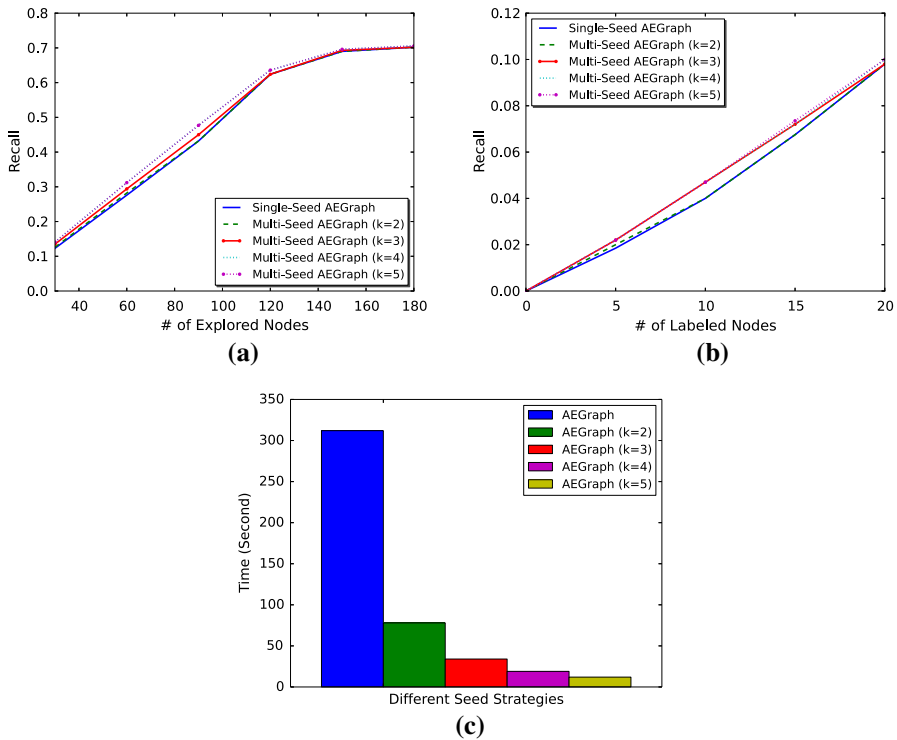 0.8
0.7
0.6
0.5
0.4
0.3
0.2
0.1
0.0
Recall
Single-Seed AEGraph
Multi-Seed AEGraph (k=2)
Multi-Seed AEGraph (k=3)
Multi-Seed AEGraph (k=4)
Multi-Seed AEGraph (k=5)
40 60 80 100 120 140 160 180
# of Explored Nodes
(a)
0.12
0.10
0.08
0.06
0.04
0.02
0.00
Recall
Single-Seed AEGraph
Multi-Seed AEGraph (k=2)
Multi-Seed AEGraph (k=3)
Multi-Seed AEGraph (k=4)
Multi-Seed AEGraph (k=5)
0 5 10 15 20
# of Labeled Nodes
(b)
350
300
250
200
150
100
50
0
Time (Second)
AEGraph
AEGraph (k=2)
AEGraph (k=3)
AEGraph (k=4)
AEGraph (k=5)
Different Seed Strategies
(c)